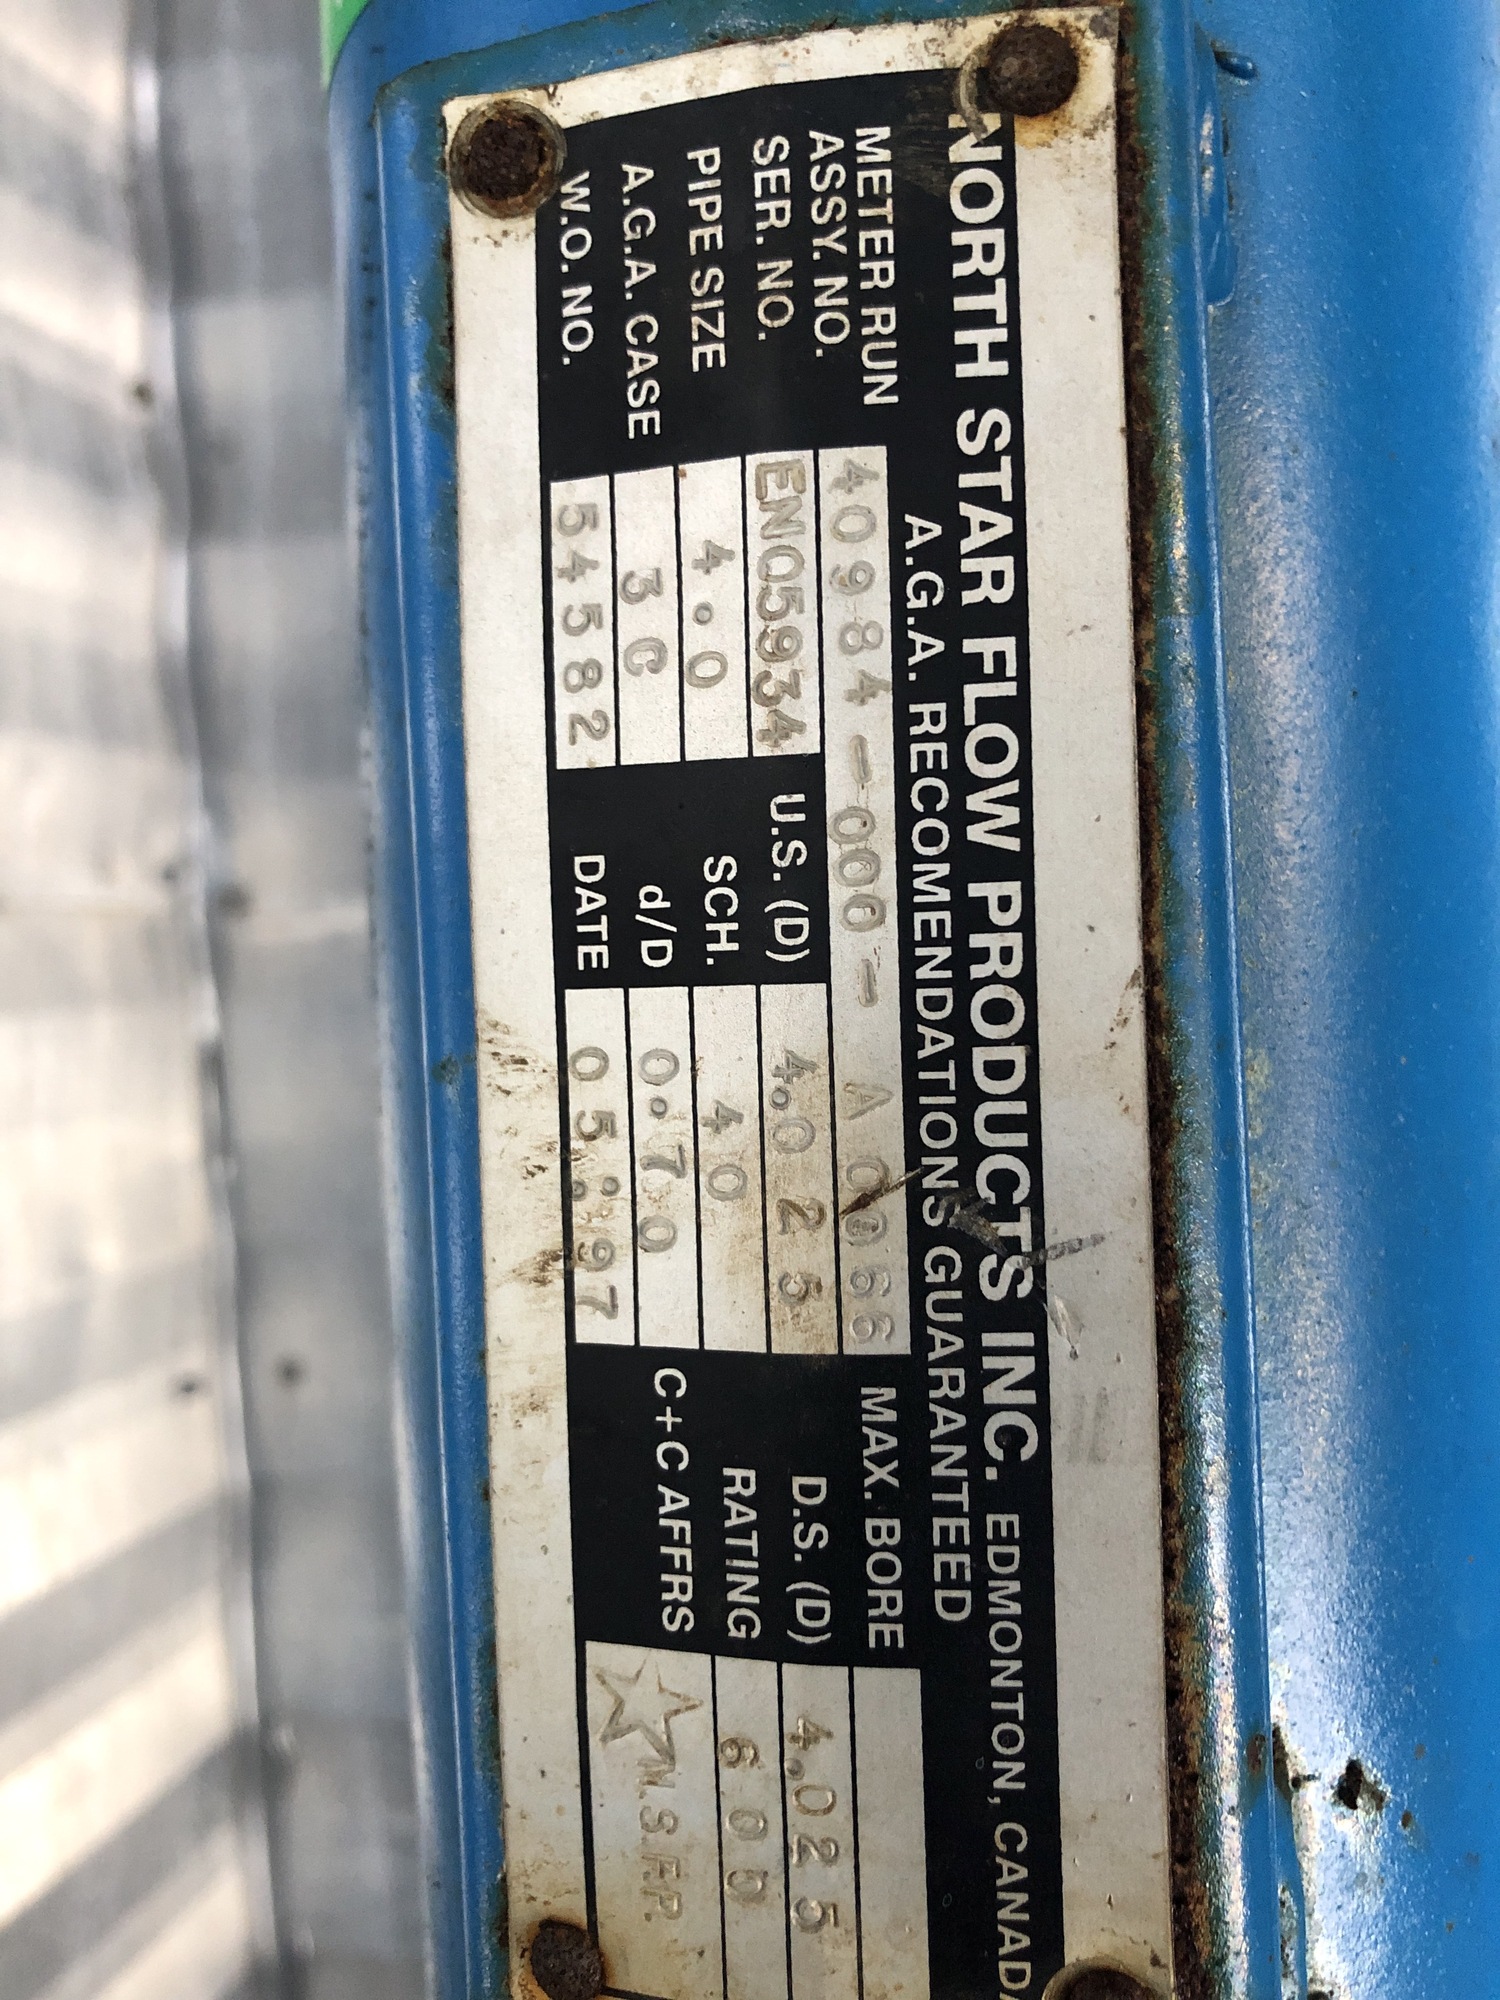 NORTH STAR FLOW PRODUCTS INC. EDMONTON, CANADA
A.G.A. RECOMENDATIONS GUARANTEED
METER RUN
ASSY. NO. 40984-000-A0066 MAX. BORE
SER. NO. EN05934 U.S. (D) 4.025 D.S. (D) 4.025
PIPE SIZE 4.0 SCH. 40 RATING 600
A.G.A. CASE 3C d/D 0.70 C+C AFFRS N.S.F.P.
W.O. NO. 54582 DATE 05:97